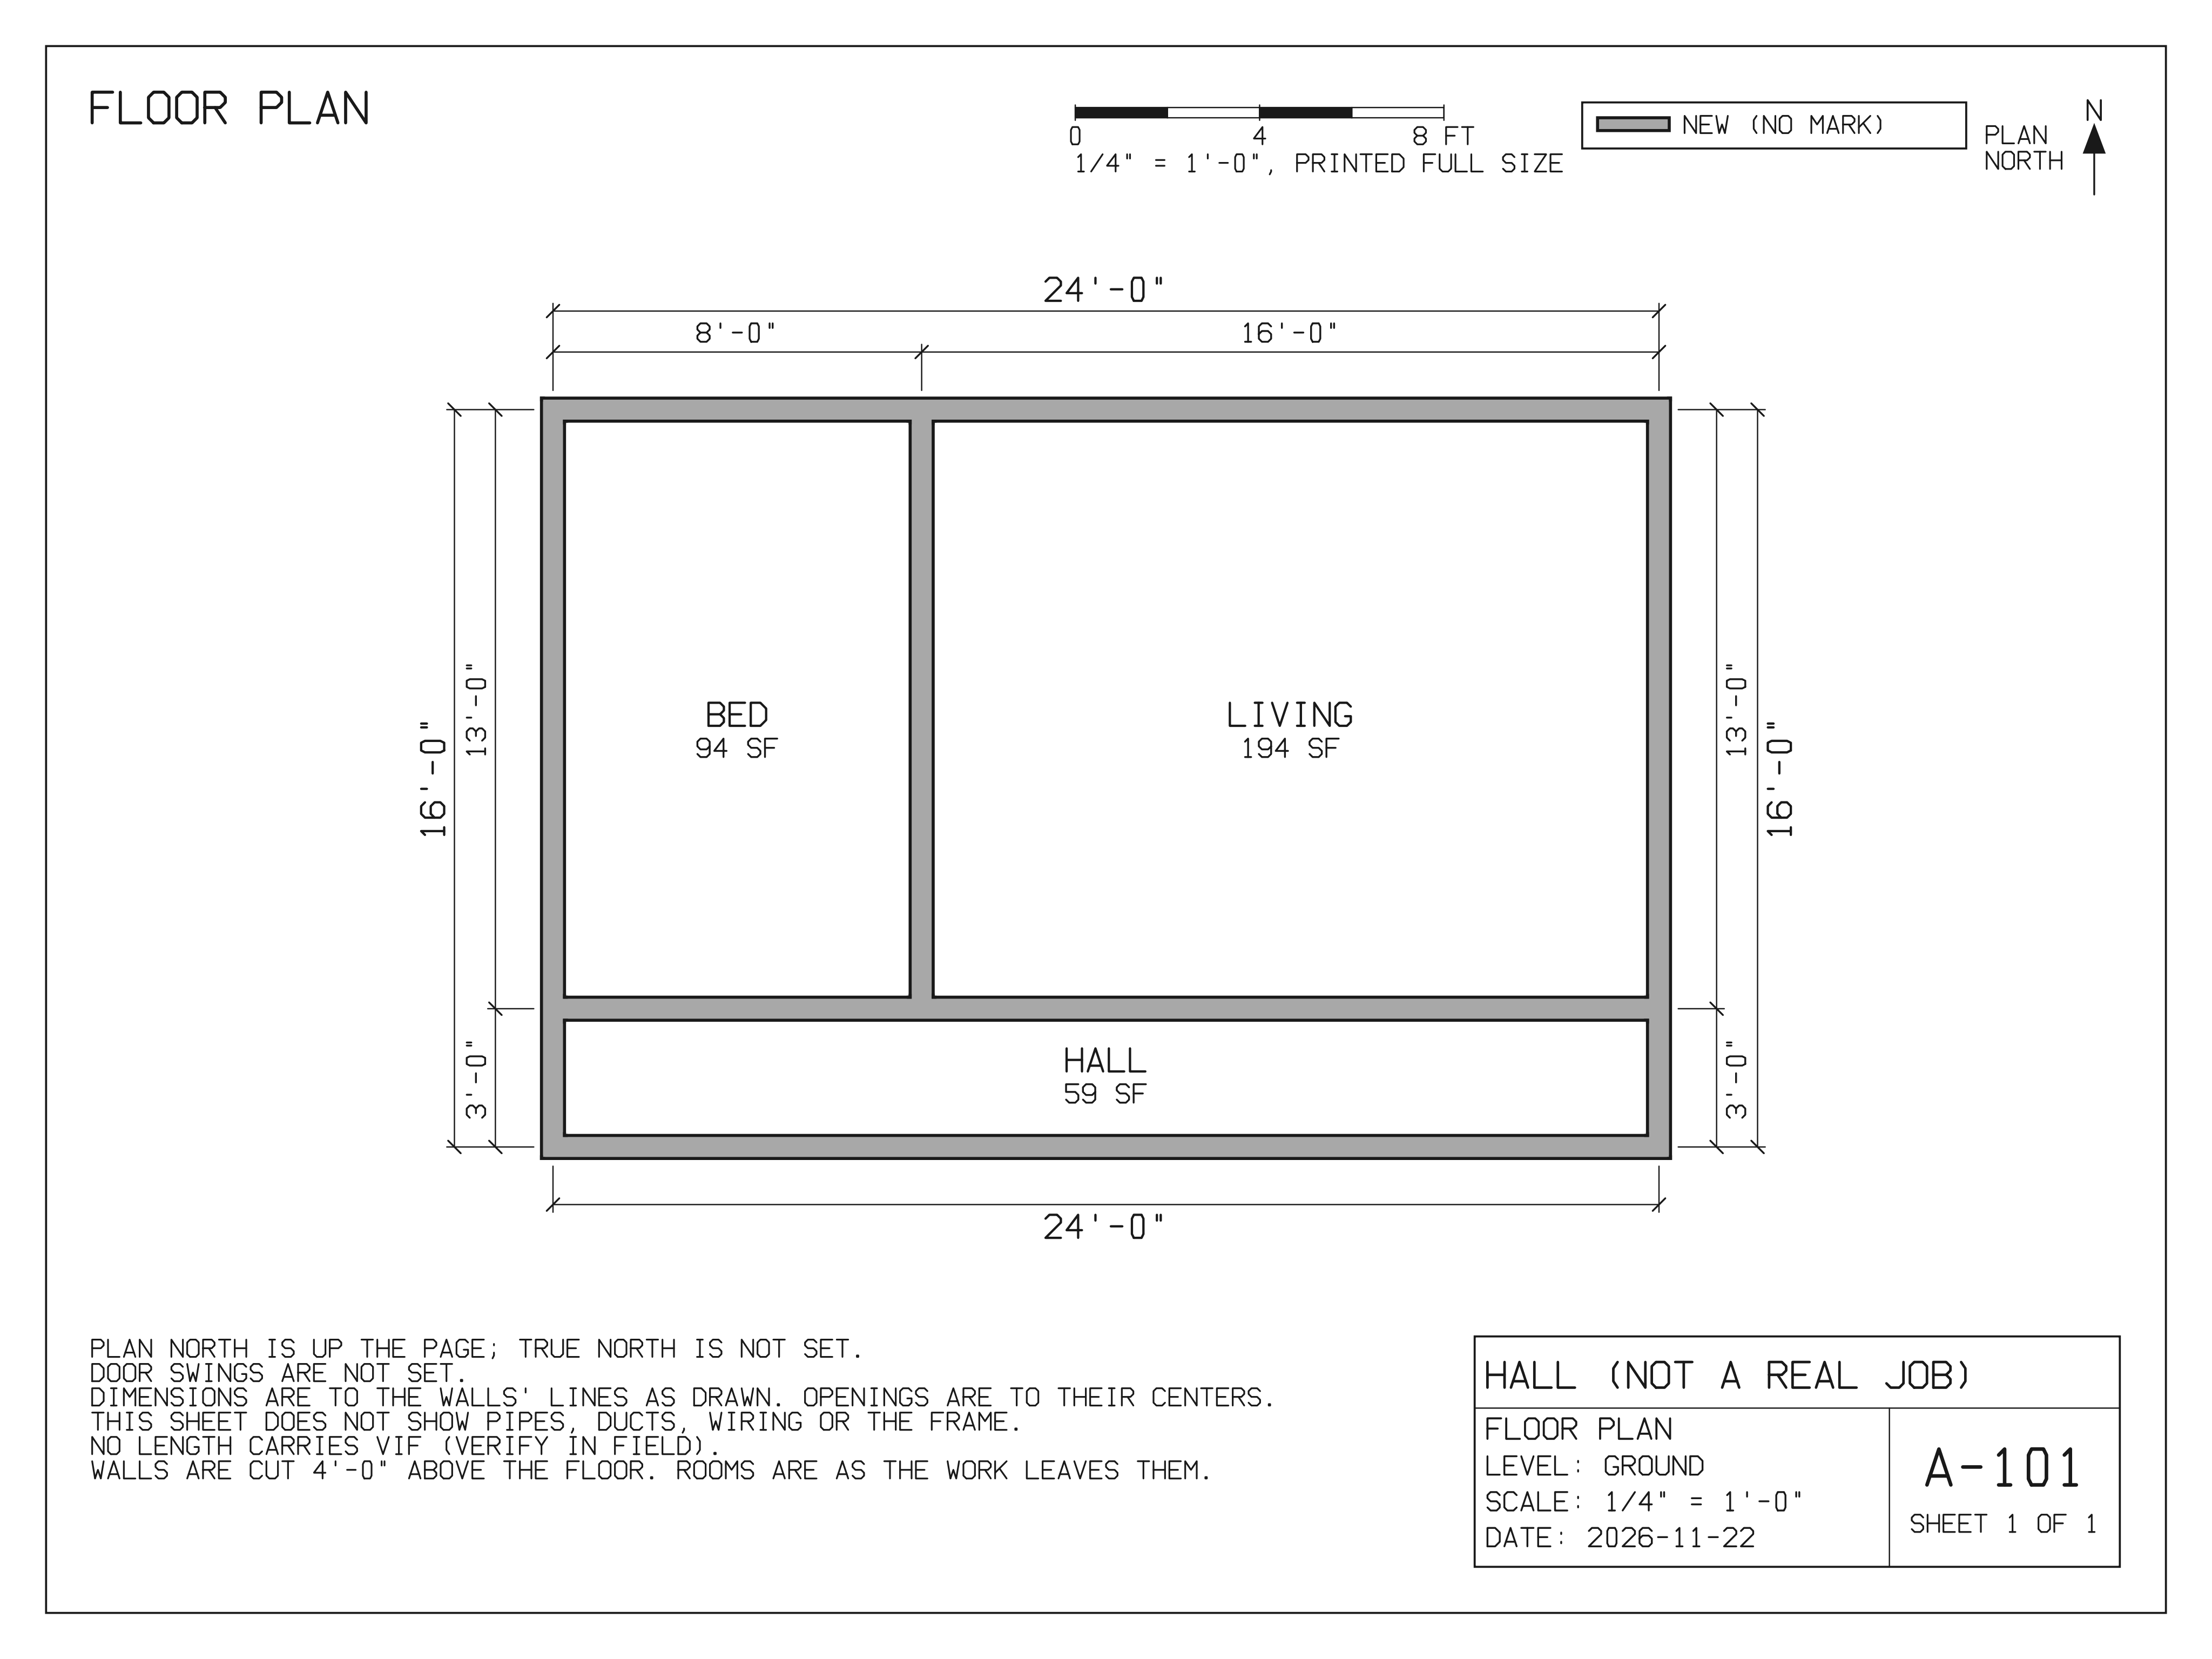 FLOOR PLAN
0 4 8 FT
1/4" = 1'-0", PRINTED FULL SIZE
NEW (NO MARK)
PLAN
NORTH
N
24'-0"
8'-0"
16'-0"
16'-0"
13'-0"
3'-0"
BED
94 SF
LIVING
194 SF
HALL
59 SF
13'-0"
3'-0"
16'-0"
24'-0"
PLAN NORTH IS UP THE PAGE; TRUE NORTH IS NOT SET.
DOOR SWINGS ARE NOT SET.
DIMENSIONS ARE TO THE WALLS' LINES AS DRAWN. OPENINGS ARE TO THEIR CENTERS.
THIS SHEET DOES NOT SHOW PIPES, DUCTS, WIRING OR THE FRAME.
NO LENGTH CARRIES VIF (VERIFY IN FIELD).
WALLS ARE CUT 4'-0" ABOVE THE FLOOR. ROOMS ARE AS THE WORK LEAVES THEM.
HALL (NOT A REAL JOB)
FLOOR PLAN
LEVEL: GROUND
SCALE: 1/4" = 1'-0"
DATE: 2026-11-22
A-101
SHEET 1 OF 1